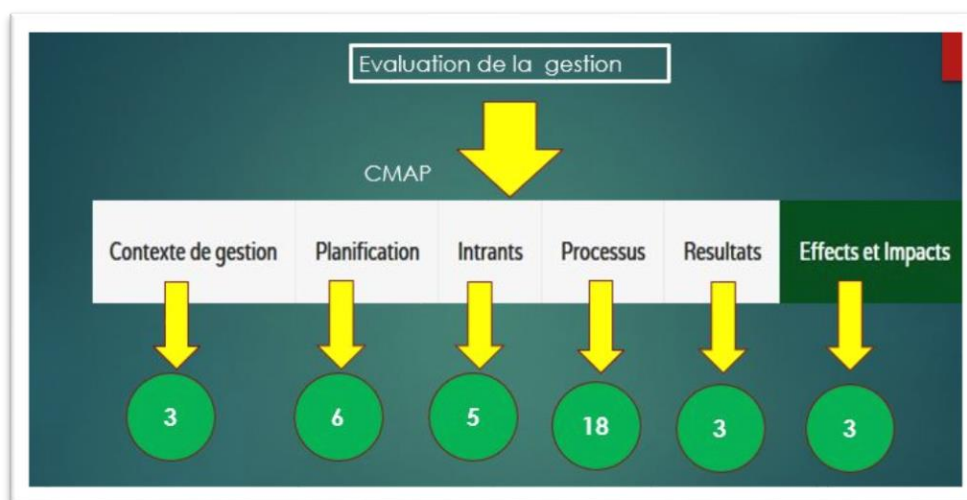 Evaluation de la gestion
CMAP
Contexte de gestion Planification Intrants Processus Resultats Effects et Impacts
3 6 5 18 3 3